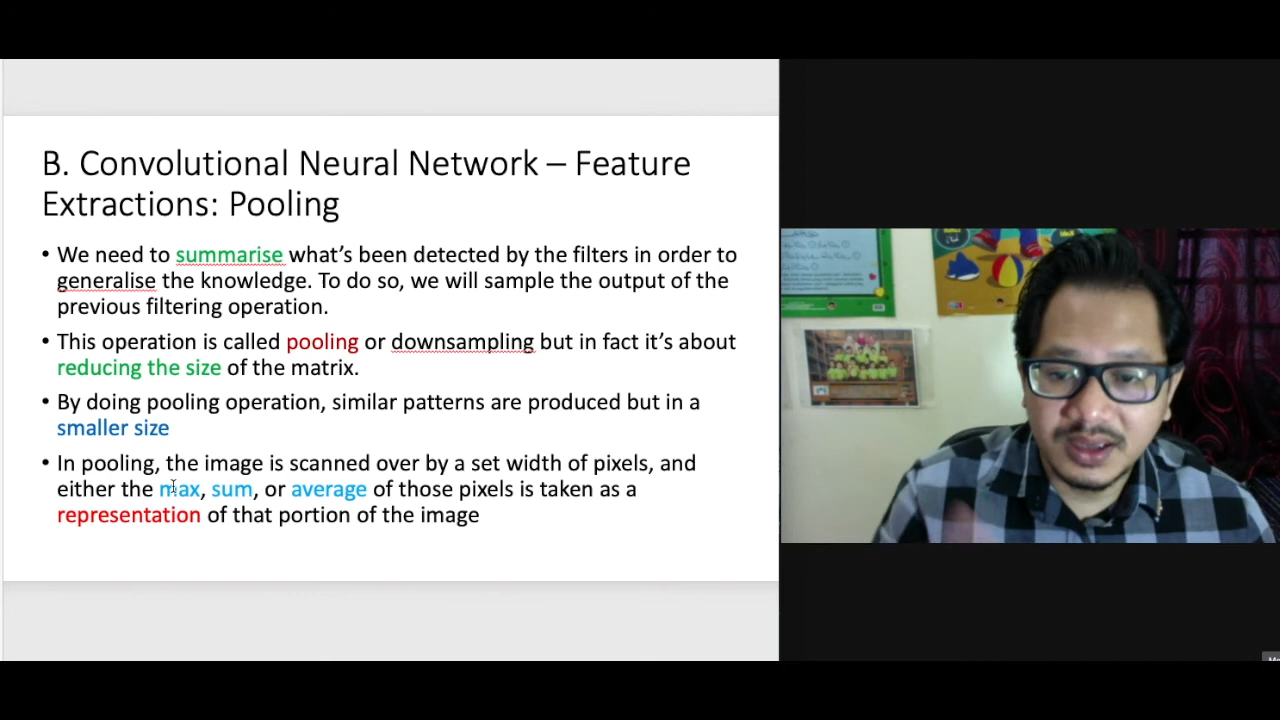 B. Convolutional Neural Network – Feature
Extractions: Pooling
• We need to summarise what's been detected by the filters in order to
generalise the knowledge. To do so, we will sample the output of the
previous filtering operation.
• This operation is called pooling or downsampling but in fact it's about
reducing the size of the matrix.
• By doing pooling operation, similar patterns are produced but in a
smaller size
• In pooling, the image is scanned over by a set width of pixels, and
either the max, sum, or average of those pixels is taken as a
representation of that portion of the image